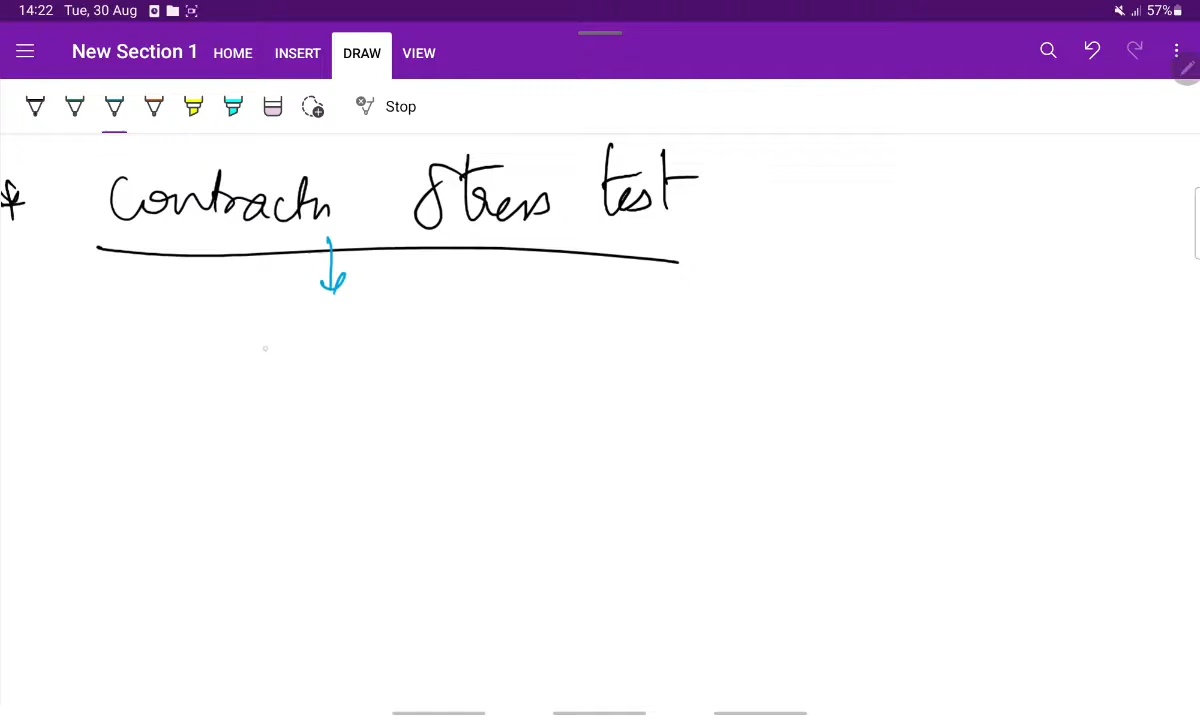 14:22 Tue, 30 Aug 57%
New Section 1 HOME INSERT DRAW VIEW
Stop
* Contractn Stress test